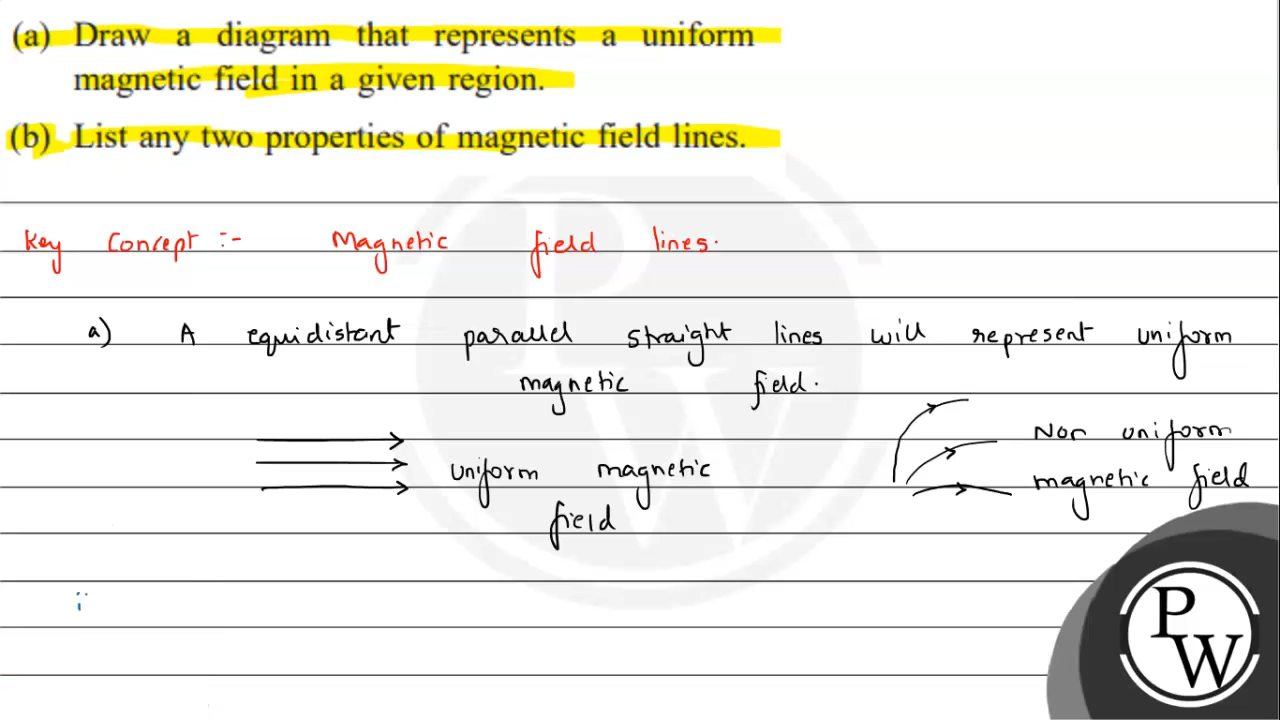 (a) Draw a diagram that represents a uniform
magnetic field in a given region.
(b) List any two properties of magnetic field lines.
Key Concept :- Magnetic field lines.
a) A equidistant parallel straight lines will represent uniform
magnetic field.
uniform magnetic
field
Non uniform
magnetic field
PW
PW